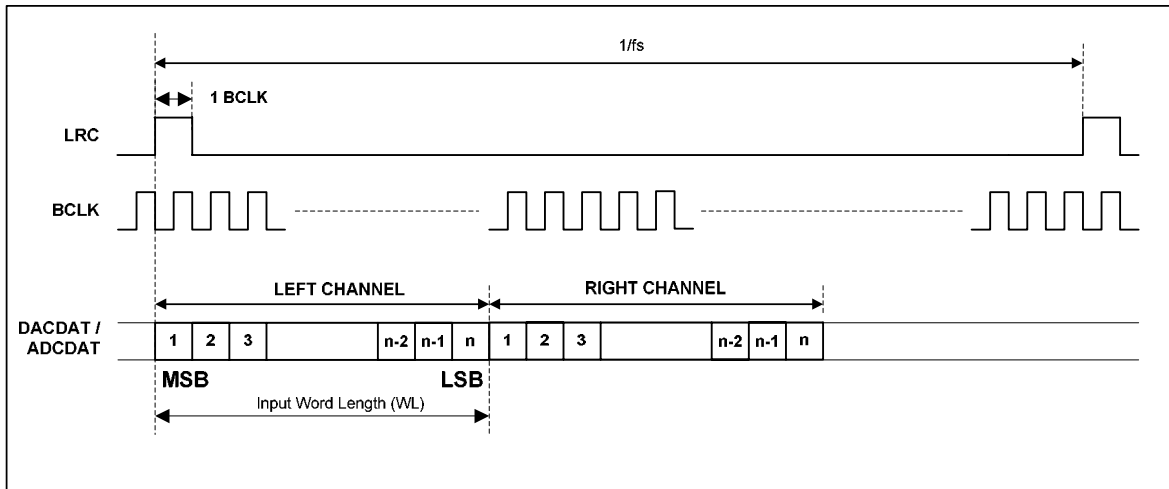 1/fs
1 BCLK
LRC
BCLK
LEFT CHANNEL RIGHT CHANNEL
DACDAT /
ADCDAT
1 2 3 n-2 n-1 n 1 2 3 n-2 n-1 n
MSB LSB
Input Word Length (WL)